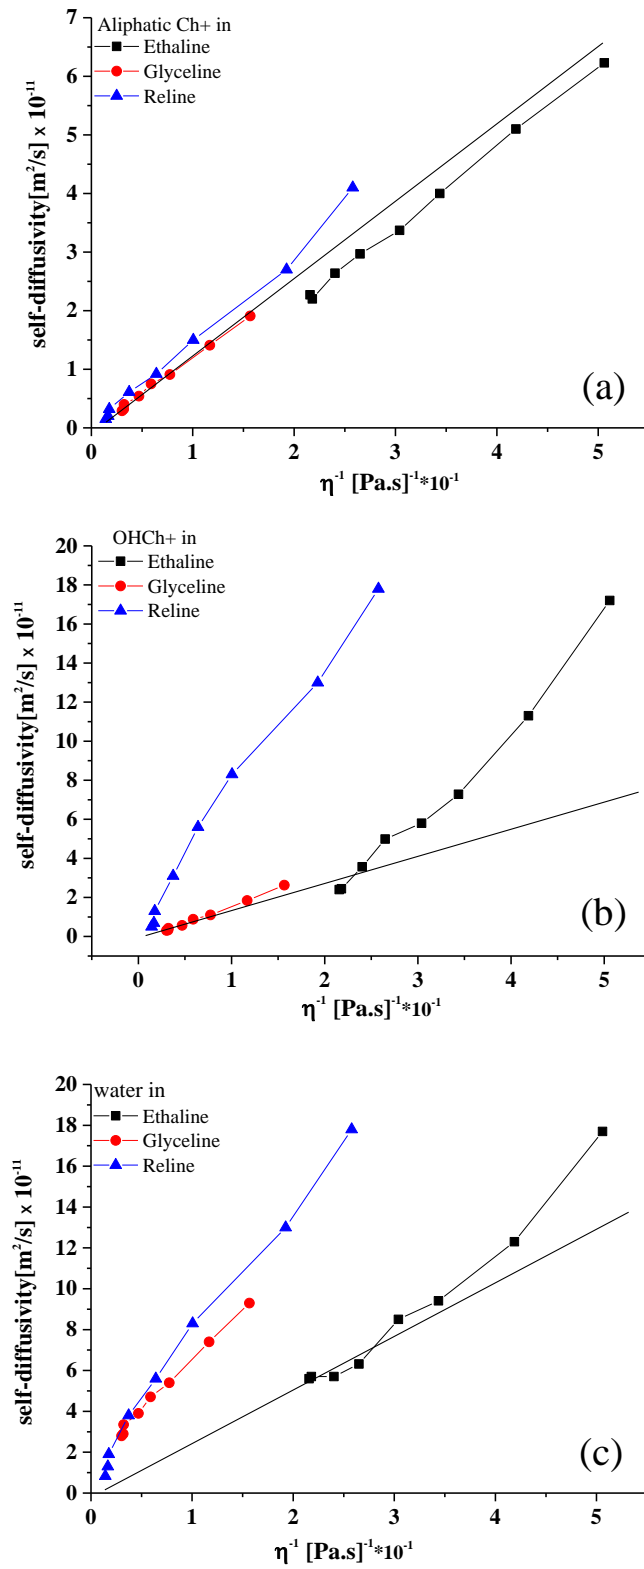 Aliphatic Ch+ in
Ethaline
Glyceline
Reline
7
6
5
4
3
2
1
0
self-diffusivity[m²/s] x 10⁻¹¹
(a)
0 1 2 3 4 5
η⁻¹ [Pa.s]⁻¹*10⁻¹
OHCh+ in
Ethaline
Glyceline
Reline
20
18
16
14
12
10
8
6
4
2
0
self-diffusivity[m²/s] x 10⁻¹¹
(b)
0 1 2 3 4 5
η⁻¹ [Pa.s]⁻¹*10⁻¹
water in
Ethaline
Glyceline
Reline
20
18
16
14
12
10
8
6
4
2
0
self-diffusivity[m²/s] x 10⁻¹¹
(c)
0 1 2 3 4 5
η⁻¹ [Pa.s]⁻¹*10⁻¹